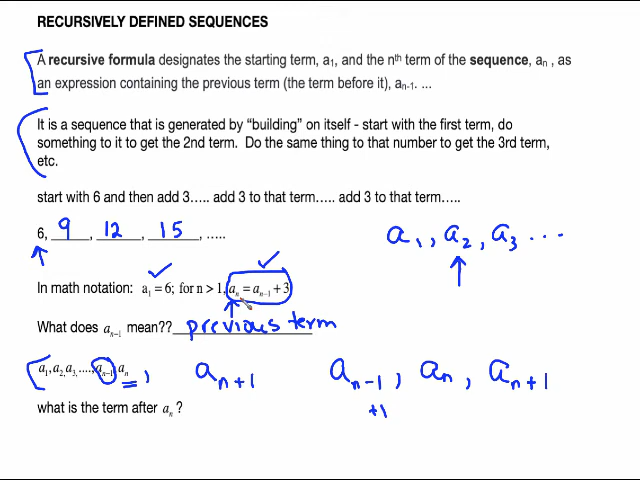 RECURSIVELY DEFINED SEQUENCES
A recursive formula designates the starting term, a₁, and the nᵗʰ term of the sequence, aₙ , as
an expression containing the previous term (the term before it), aₙ₋₁. ...
It is a sequence that is generated by “building” on itself - start with the first term, do
something to it to get the 2nd term. Do the same thing to that number to get the 3rd term,
etc.
start with 6 and then add 3….. add 3 to that term….. add 3 to that term…..
6, 9, 12, 15, …..
a₁, a₂, a₃ ...
In math notation: a₁ = 6; for n > 1, aₙ = aₙ₋₁ + 3
What does aₙ₋₁ mean?? previous term
a₁, a₂, a₃, ...., aₙ₋₁, aₙ , aₙ₊₁ aₙ₋₁, aₙ, aₙ₊₁
+1
what is the term after aₙ ?